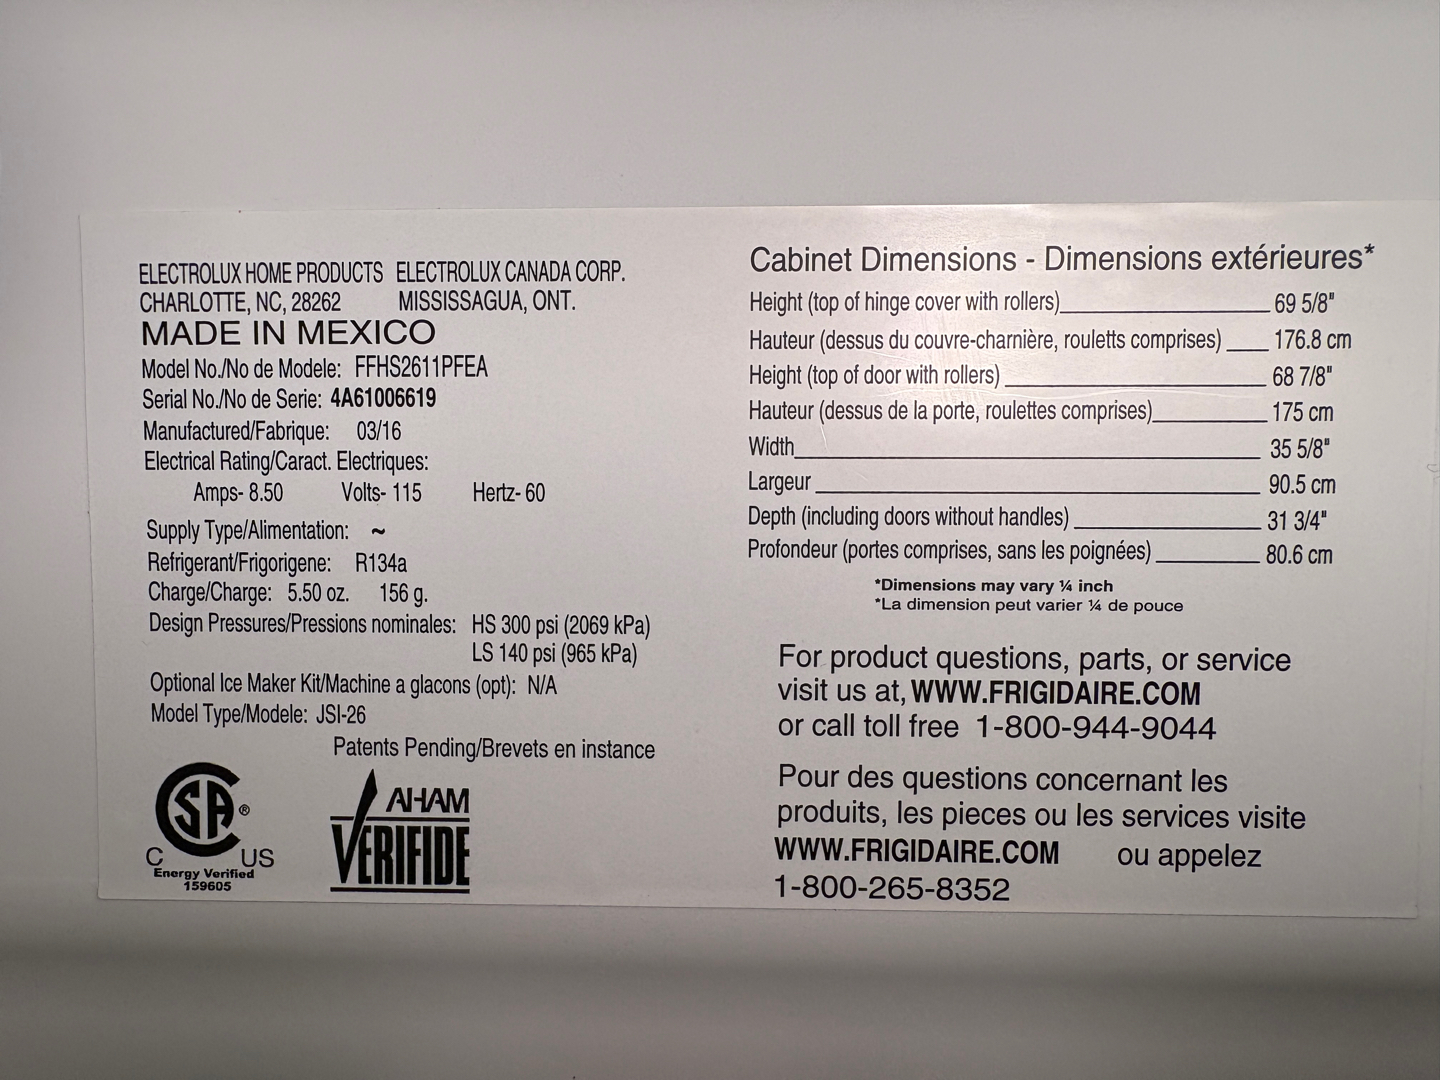 ELECTROLUX HOME PRODUCTS ELECTROLUX CANADA CORP.
CHARLOTTE, NC, 28262 MISSISSAGUA, ONT.
MADE IN MEXICO
Model No./No de Modele: FFHS2611PFEA
Serial No./No de Serie: 4A61006619
Manufactured/Fabrique: 03/16
Electrical Rating/Caract. Electriques:
Amps- 8.50 Volts- 115 Hertz- 60
Supply Type/Alimentation: ~
Refrigerant/Frigorigene: R134a
Charge/Charge: 5.50 oz. 156 g.
Design Pressures/Pressions nominales: HS 300 psi (2069 kPa)
LS 140 psi (965 kPa)
Optional Ice Maker Kit/Machine a glacons (opt): N/A
Model Type/Modele: JSI-26
Patents Pending/Brevets en instance
CSA®
C US
Energy Verified
159605
AHAM
VERIFIDE
Cabinet Dimensions - Dimensions extérieures*
Height (top of hinge cover with rollers) 69 5/8"
Hauteur (dessus du couvre-charnière, rouletts comprises) 176.8 cm
Height (top of door with rollers) 68 7/8"
Hauteur (dessus de la porte, roulettes comprises) 175 cm
Width 35 5/8"
Largeur 90.5 cm
Depth (including doors without handles) 31 3/4"
Profondeur (portes comprises, sans les poignées) 80.6 cm
*Dimensions may vary ¼ inch
*La dimension peut varier ¼ de pouce
For product questions, parts, or service
visit us at, WWW.FRIGIDAIRE.COM
or call toll free 1-800-944-9044
Pour des questions concernant les
produits, les pieces ou les services visite
WWW.FRIGIDAIRE.COM ou appelez
1-800-265-8352